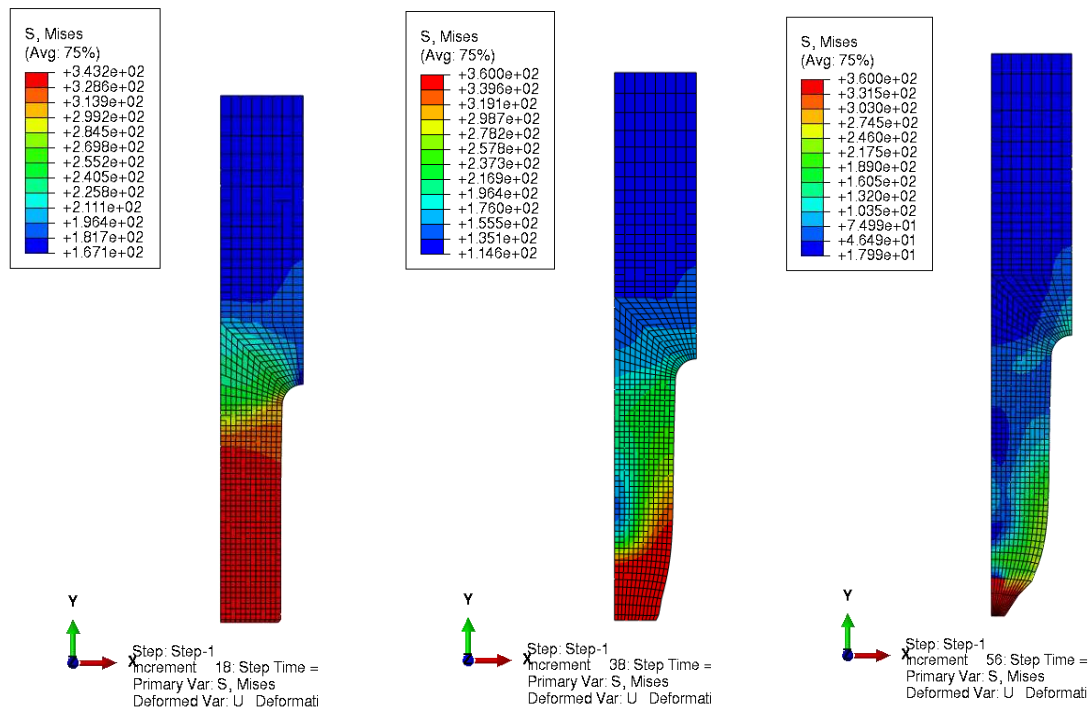 S, Mises
(Avg: 75%)
+3.432e+02
+3.286e+02
+3.139e+02
+2.992e+02
+2.845e+02
+2.698e+02
+2.552e+02
+2.405e+02
+2.258e+02
+2.111e+02
+1.964e+02
+1.817e+02
+1.671e+02
Y
X
Step: Step-1
Increment 18: Step Time =
Primary Var: S, Mises
Deformed Var: U Deformati
S, Mises
(Avg: 75%)
+3.600e+02
+3.396e+02
+3.191e+02
+2.987e+02
+2.782e+02
+2.578e+02
+2.373e+02
+2.169e+02
+1.964e+02
+1.760e+02
+1.555e+02
+1.351e+02
+1.146e+02
Y
X
Step: Step-1
Increment 38: Step Time =
Primary Var: S, Mises
Deformed Var: U Deformati
S, Mises
(Avg: 75%)
+3.600e+02
+3.315e+02
+3.030e+02
+2.745e+02
+2.460e+02
+2.175e+02
+1.890e+02
+1.605e+02
+1.320e+02
+1.035e+02
+7.499e+01
+4.649e+01
+1.799e+01
Y
X
Step: Step-1
Increment 56: Step Time =
Primary Var: S, Mises
Deformed Var: U Deformati